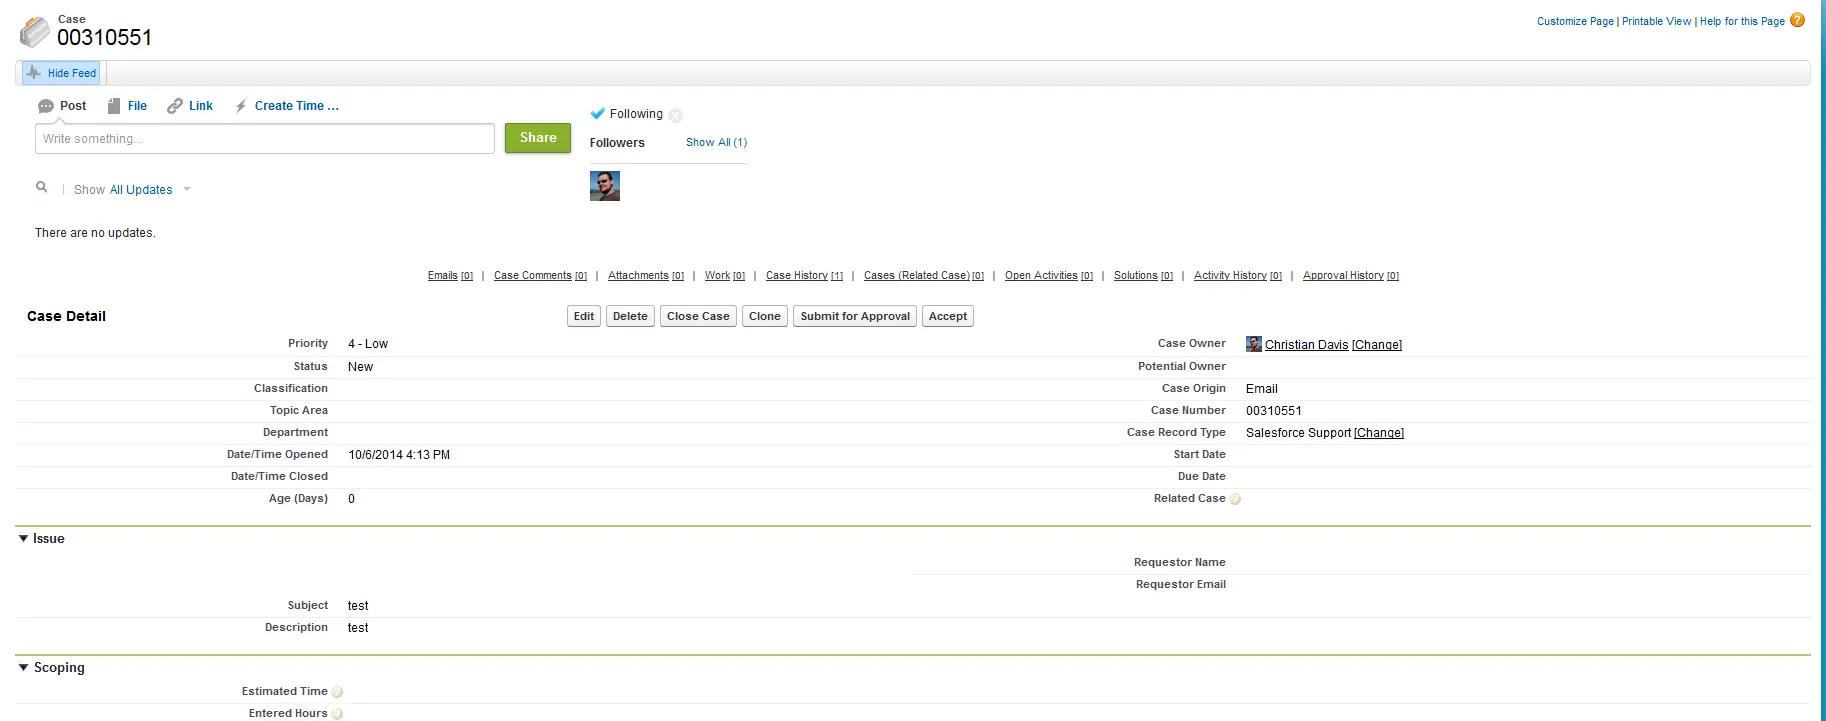 Case
00310551
Customize Page | Printable View | Help for this Page ?
Hide Feed
Post File Link Create Time ...
Write something...
Share
Following
Followers Show All (1)
Show All Updates
There are no updates.
Emails [0] | Case Comments [0] | Attachments [0] | Work [0] | Case History [1] | Cases (Related Case) [0] | Open Activities [0] | Solutions [0] | Activity History [0] | Approval History [0]
Case Detail
Edit Delete Close Case Clone Submit for Approval Accept
Priority 4 - Low Case Owner Christian Davis [Change]
Status New Potential Owner
Classification Case Origin Email
Topic Area Case Number 00310551
Department Case Record Type Salesforce Support [Change]
Date/Time Opened 10/6/2014 4:13 PM Start Date
Date/Time Closed Due Date
Age (Days) 0 Related Case ?
Issue
Requestor Name
Requestor Email
Subject test
Description test
Scoping
Estimated Time ?
Entered Hours ?